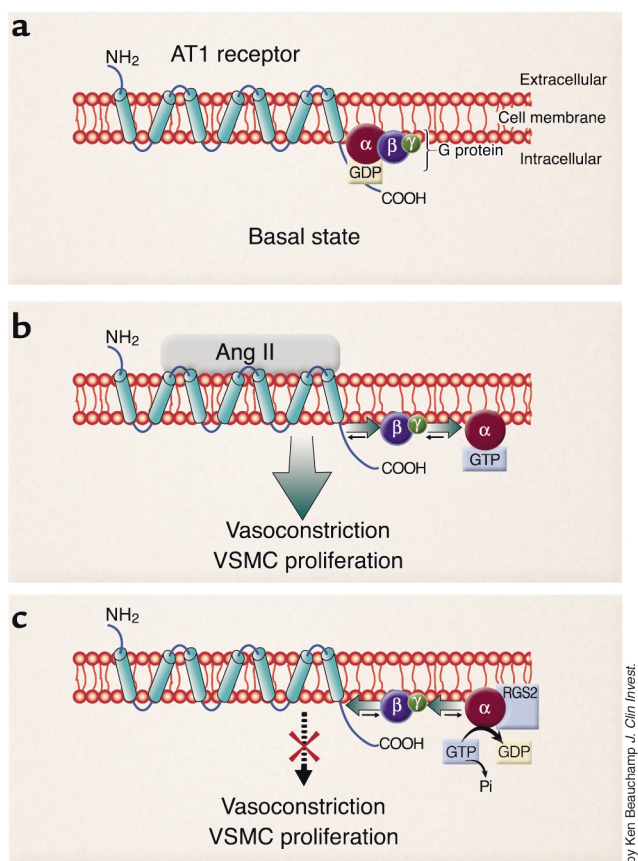 a
NH2
AT1 receptor
Extracellular
Cell membrane
α
β
γ
G protein
Intracellular
GDP
COOH
Basal state
b
NH2
Ang II
β
γ
α
GTP
COOH
Vasoconstriction
VSMC proliferation
c
NH2
β
γ
α
RGS2
COOH
GTP
GDP
Pi
Vasoconstriction
VSMC proliferation
by Ken Beauchamp J. Clin Invest.